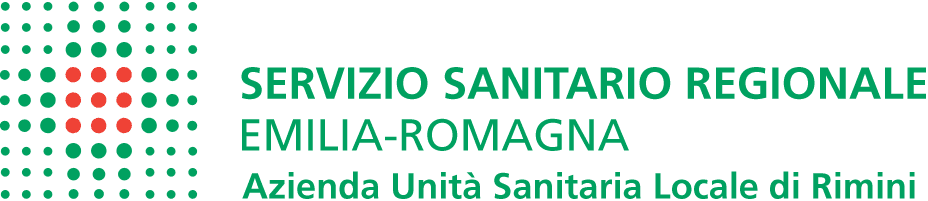 SERVIZIO SANITARIO REGIONALE
EMILIA-ROMAGNA
Azienda Unità Sanitaria Locale di Rimini